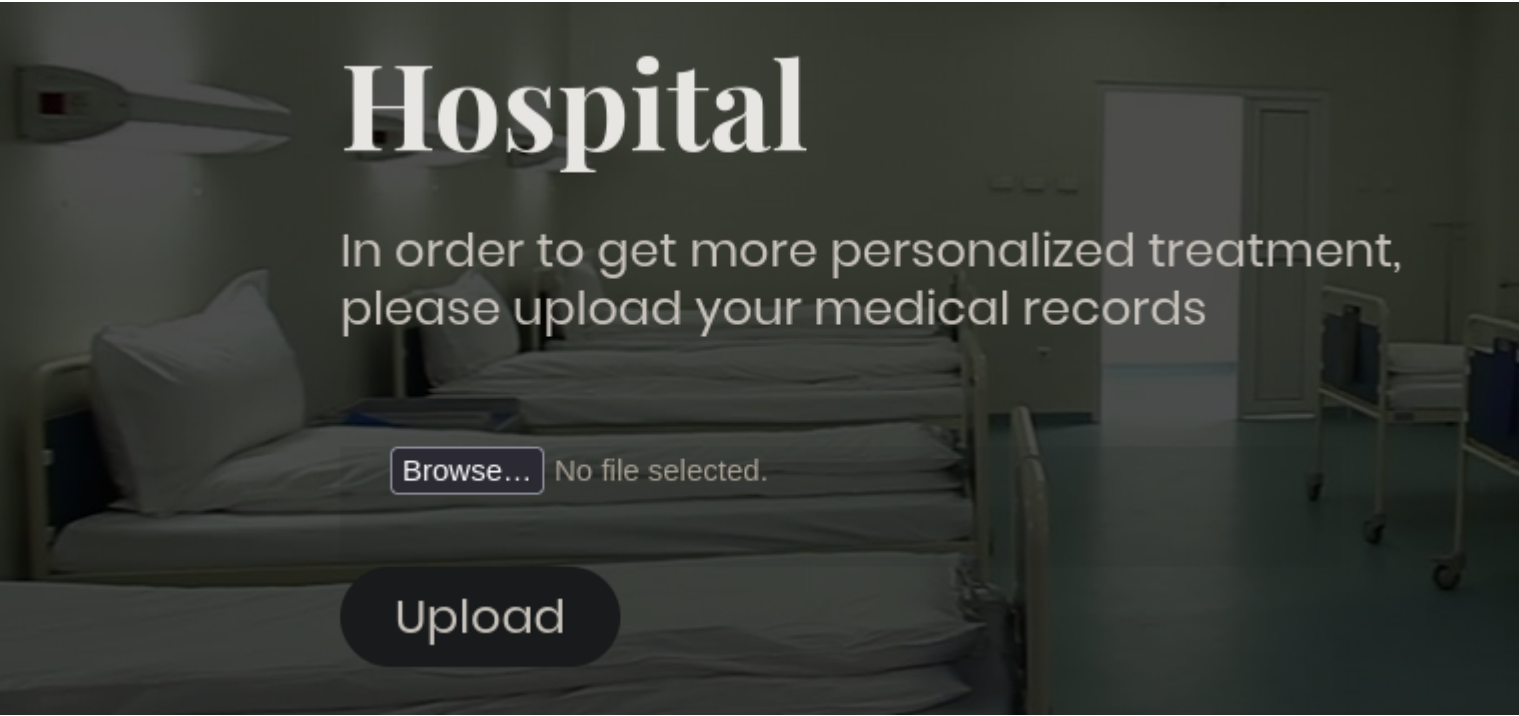 Hospital
In order to get more personalized treatment,
please upload your medical records
Browse... No file selected.
Upload